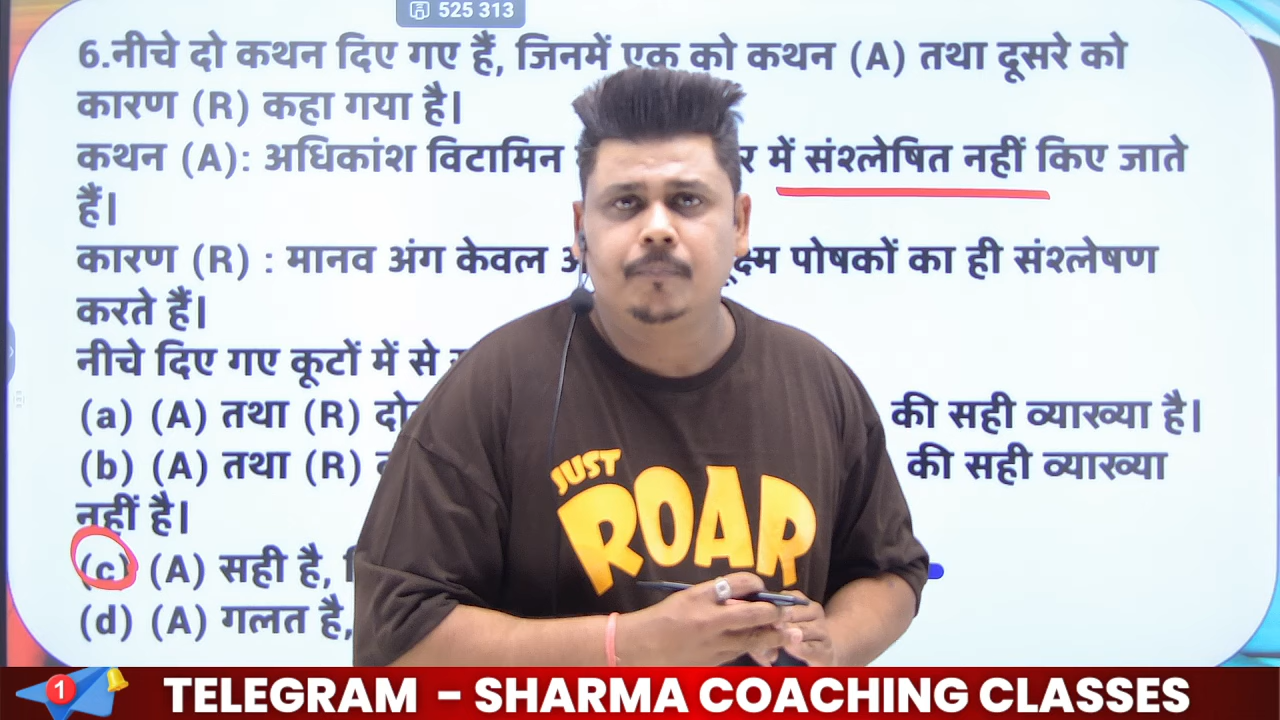 525 313
6.नीचे दो कथन दिए गए हैं, जिनमें एक को कथन (A) तथा दूसरे को
कारण (R) कहा गया है।
कथन (A): अधिकांश विटामिन में संश्लेषित नहीं किए जाते
हैं।
कारण (R) : मानव अंग केवल पोषकों का ही संश्लेषण
करते हैं।
नीचे दिए गए कूटों में से
(a) (A) तथा (R) की सही व्याख्या है।
(b) (A) तथा (R) की सही व्याख्या
नहीं है।
(c) (A) सही है,
(d) (A) गलत है,
JUST
ROAR
1
TELEGRAM - SHARMA COACHING CLASSES